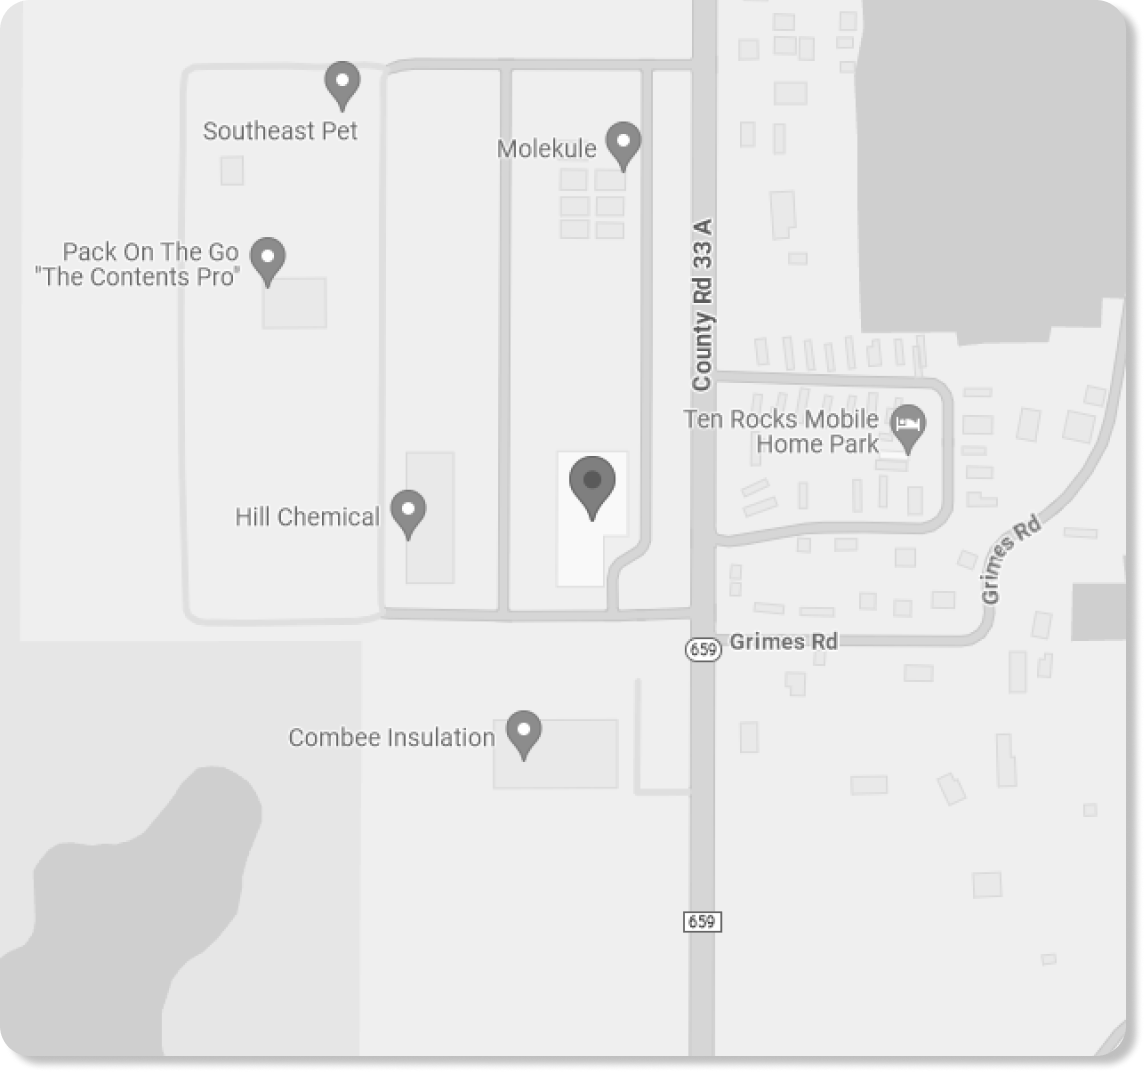 Southeast Pet
Molekule
Pack On The Go
"The Contents Pro"
County Rd 33 A
Ten Rocks Mobile
Home Park
Hill Chemical
Grimes Rd
659
Grimes Rd
Combee Insulation
659